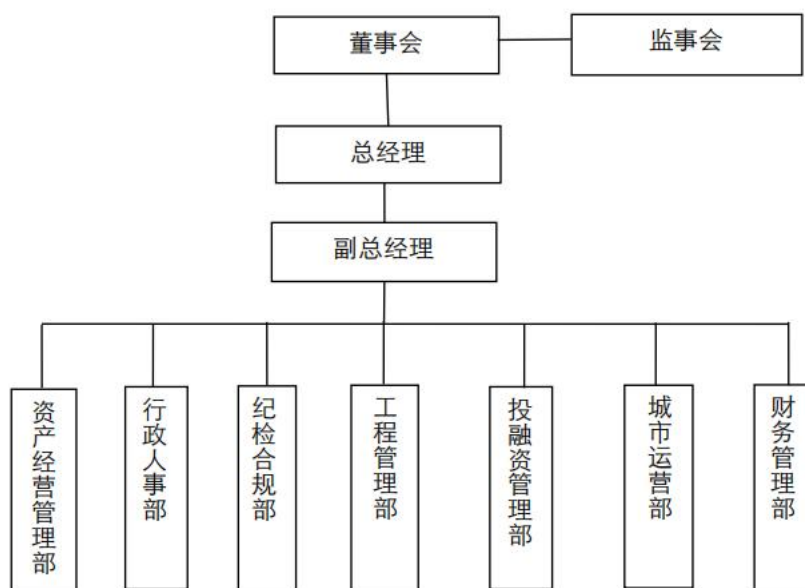 董事会
监事会
总经理
副总经理
资产经营管理部
行政人事部
纪检合规部
工程管理部
投融资管理部
城市运营部
财务管理部